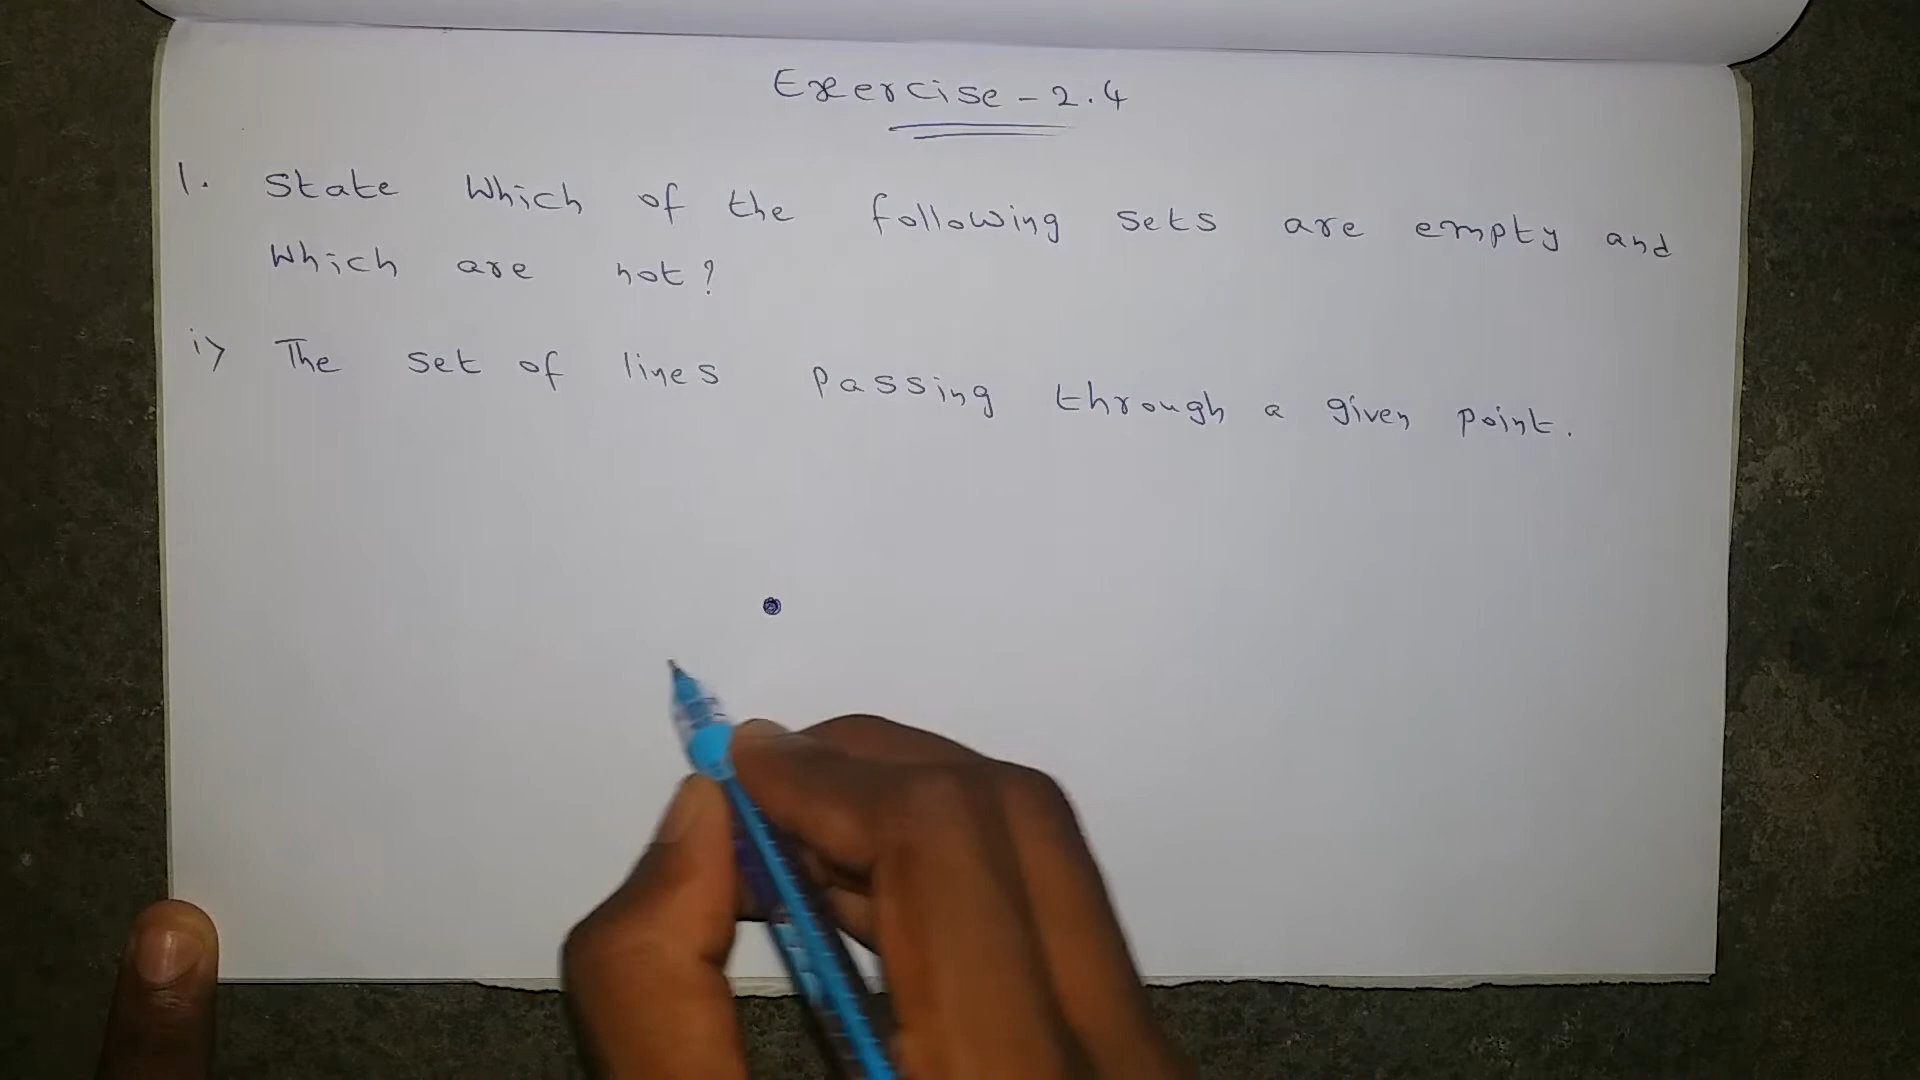 Exercise - 2.4
1. State Which of the following sets are empty and
Which are not?
i> The set of lines passing through a given point.